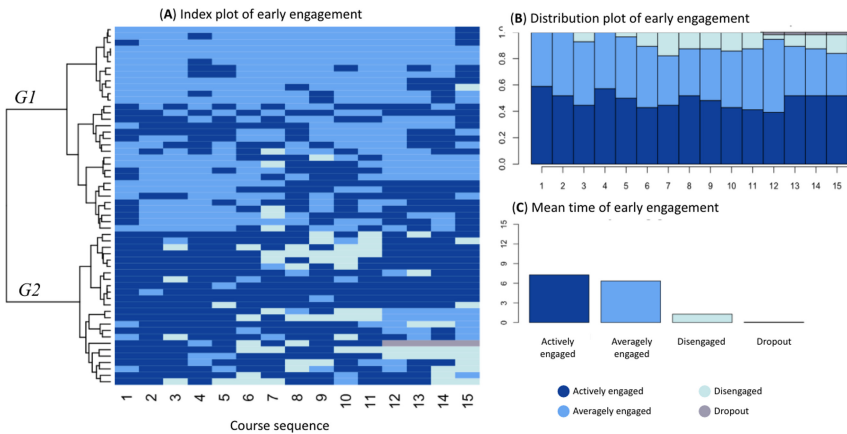 (A) Index plot of early engagement
G1
G2
1 2 3 4 5 6 7 8 9 10 11 12 13 14 15
Course sequence
(B) Distribution plot of early engagement
1.0
0.8
0.6
0.4
0.2
0.0
1 2 3 4 5 6 7 8 9 10 11 12 13 14 15
(C) Mean time of early engagement
15
12
9
6
3
0
Actively engaged
Averagely engaged
Disengaged
Dropout
Actively engaged
Disengaged
Averagely engaged
Dropout